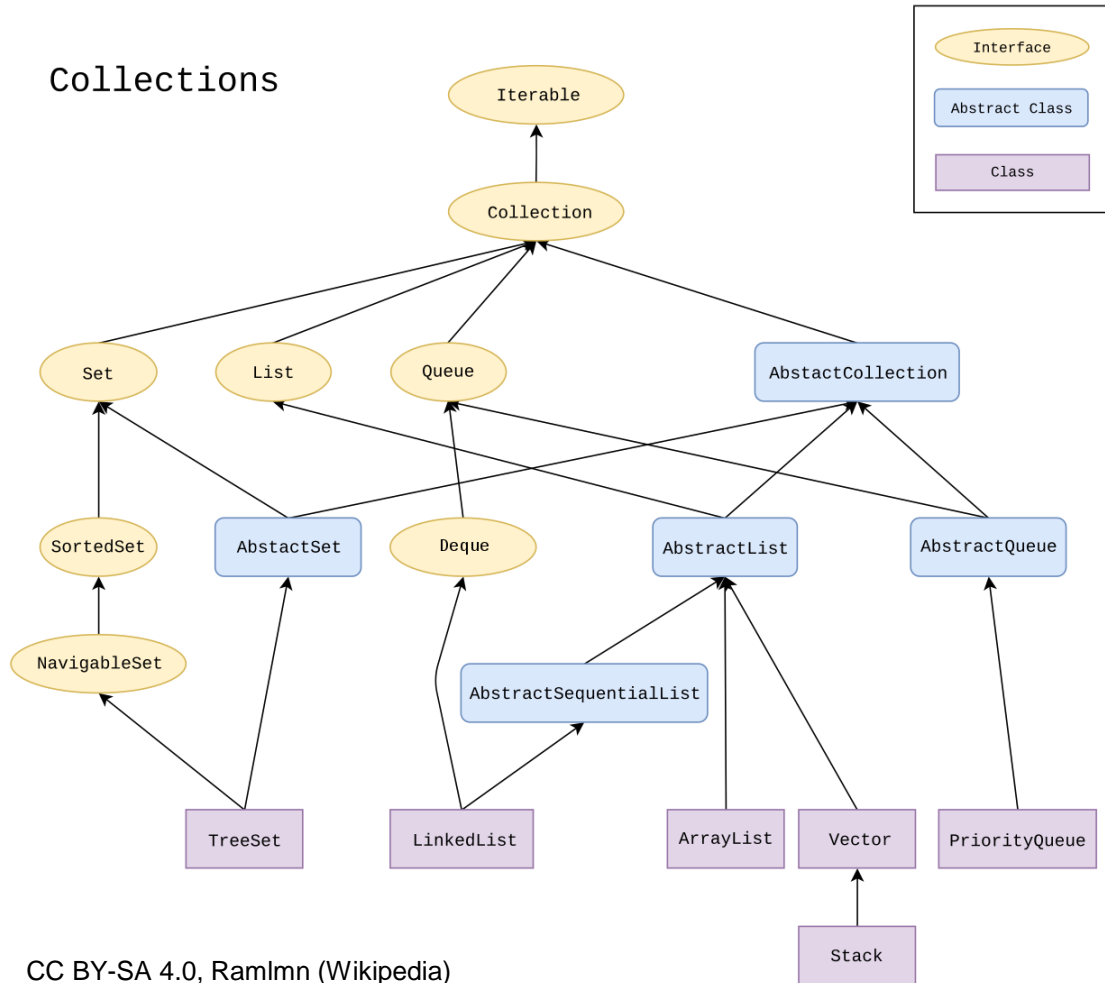 Collections
Interface
Abstract Class
Class
Iterable
Collection
Set
List
Queue
AbstactCollection
SortedSet
AbstactSet
Deque
AbstractList
AbstractQueue
NavigableSet
AbstractSequentialList
TreeSet
LinkedList
ArrayList
Vector
PriorityQueue
Stack
CC BY-SA 4.0, RamImn (Wikipedia)